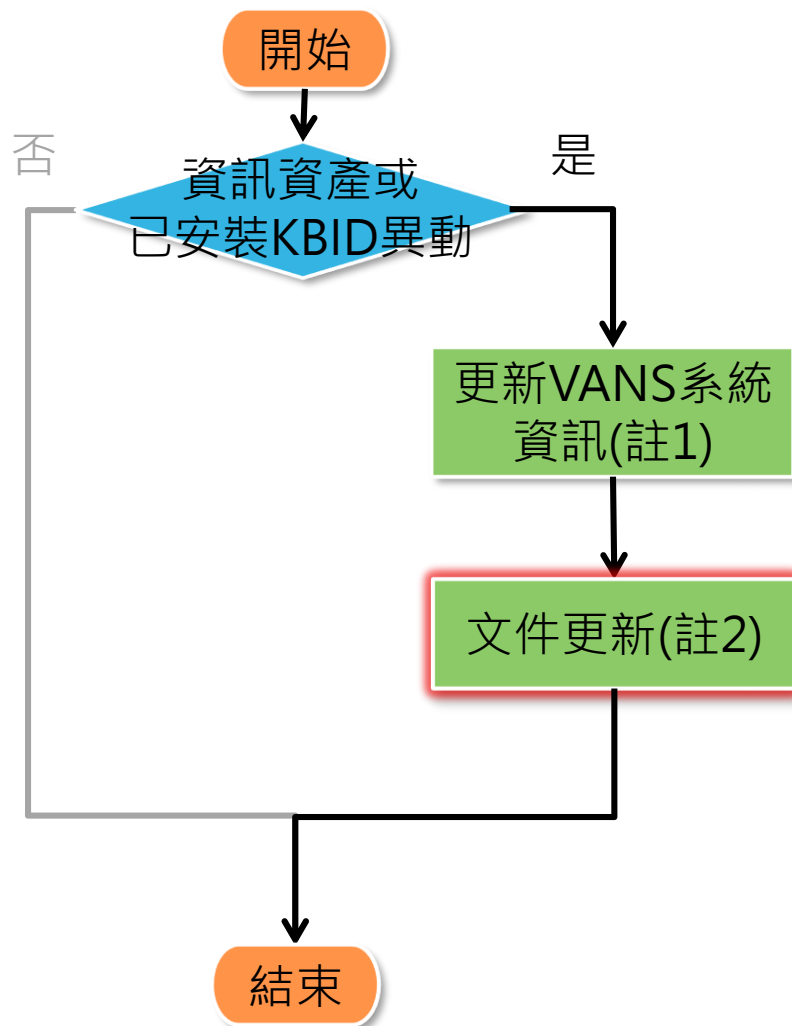 開始
否
是
資訊資產或
已安裝KBID異動
更新VANS系統
資訊(註1)
文件更新(註2)
結束